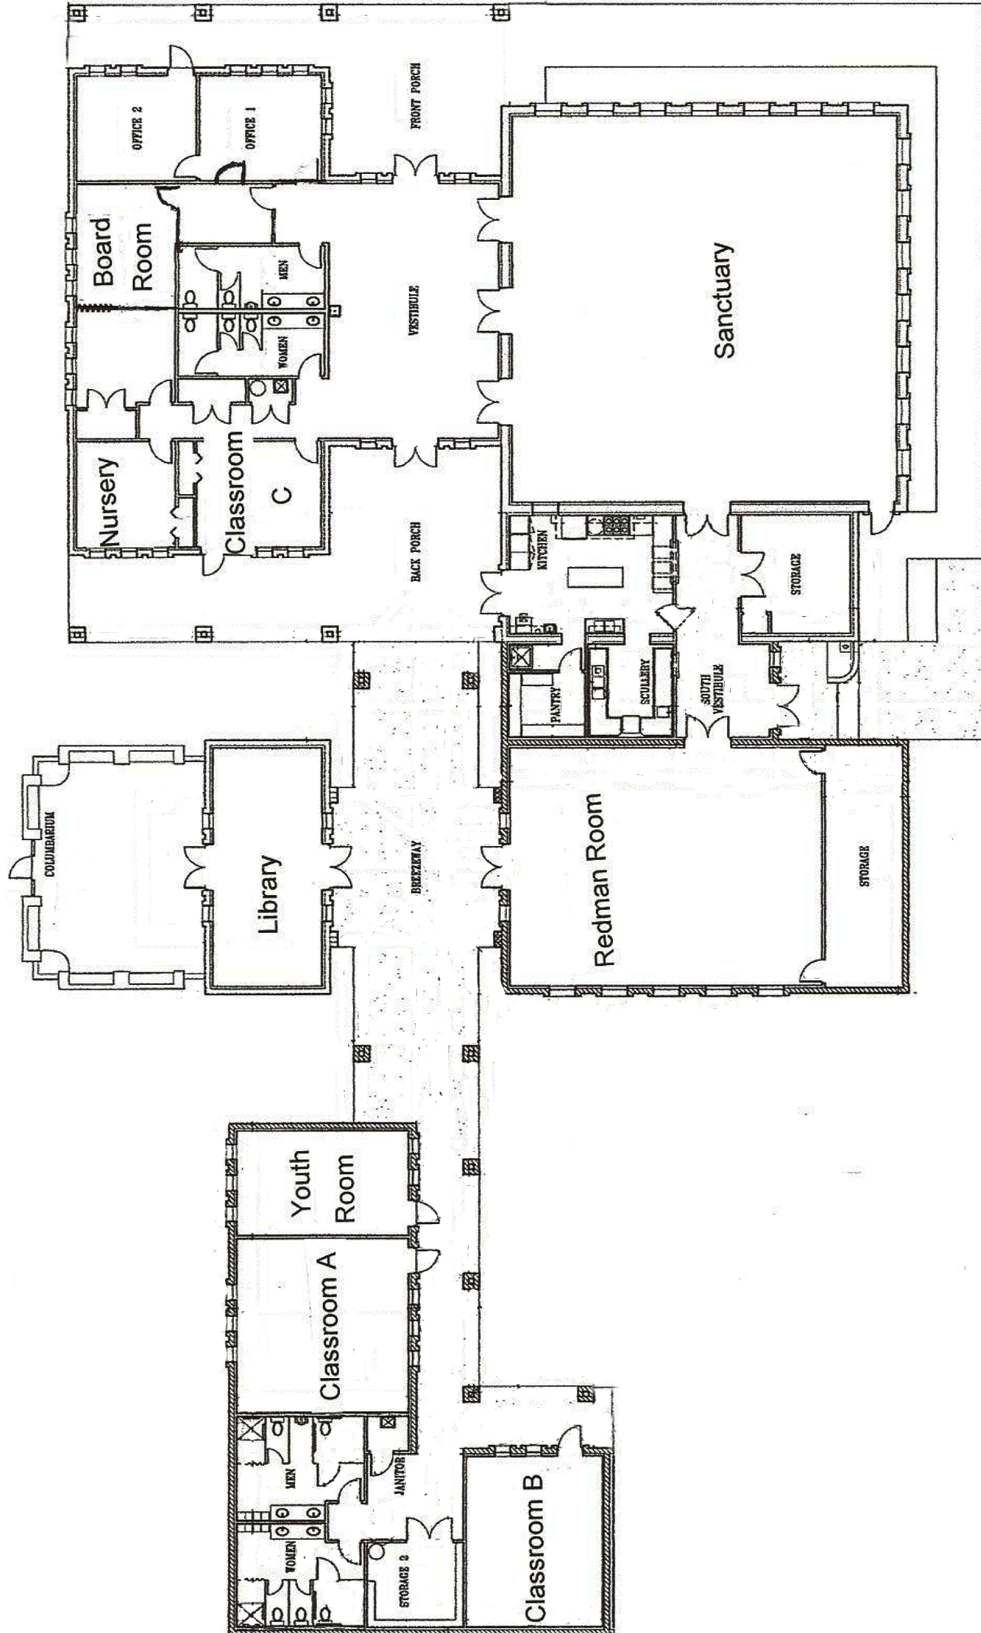 OFFICE 2
OFFICE 1
FRONT PORCH
Board
Room
MEN
WOMEN
VESTIBULE
Sanctuary
Nursery
Classroom
C
BACK PORCH
KITCHEN
STORAGE
PANTRY
SCULLERY
SOUTH
VESTIBULE
COLUMBARIUM
Library
BREEZEWAY
Redman Room
STORAGE
Youth
Room
Classroom A
MEN
JANITOR
WOMEN
STORAGE 2
Classroom B